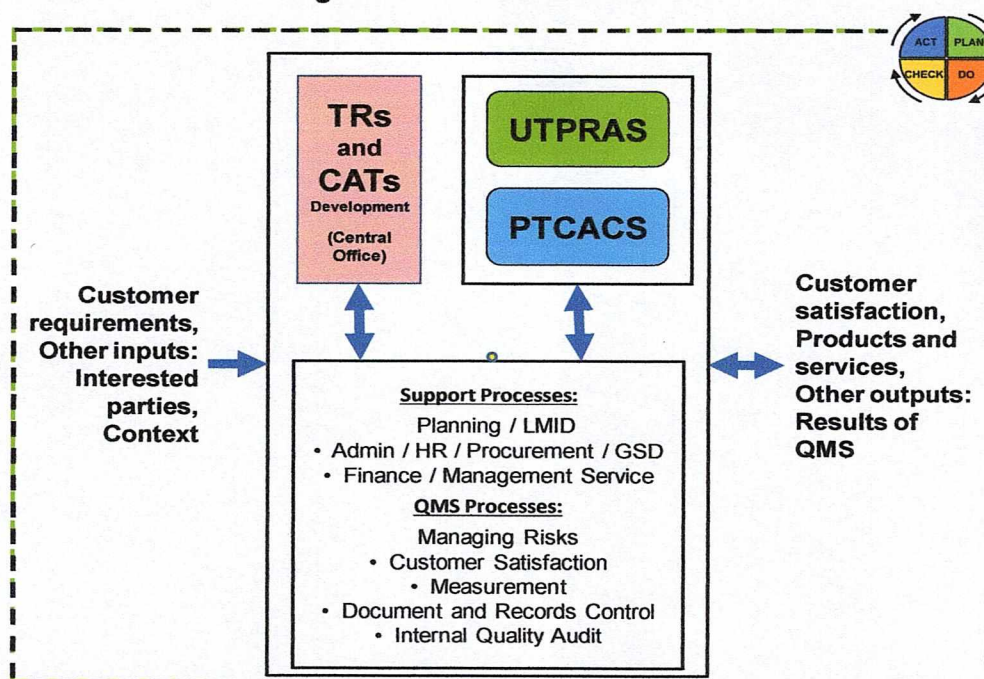 ACT
PLAN
CHECK
DO
TRs
and
CATs
Development
(Central
Office)
UTPRAS
PTCACS
Customer
requirements,
Other inputs:
Interested
parties,
Context
Customer
satisfaction,
Products and
services,
Other outputs:
Results of
QMS
Support Processes:
Planning / LMID
• Admin / HR / Procurement / GSD
• Finance / Management Service
QMS Processes:
Managing Risks
• Customer Satisfaction
• Measurement
• Document and Records Control
• Internal Quality Audit